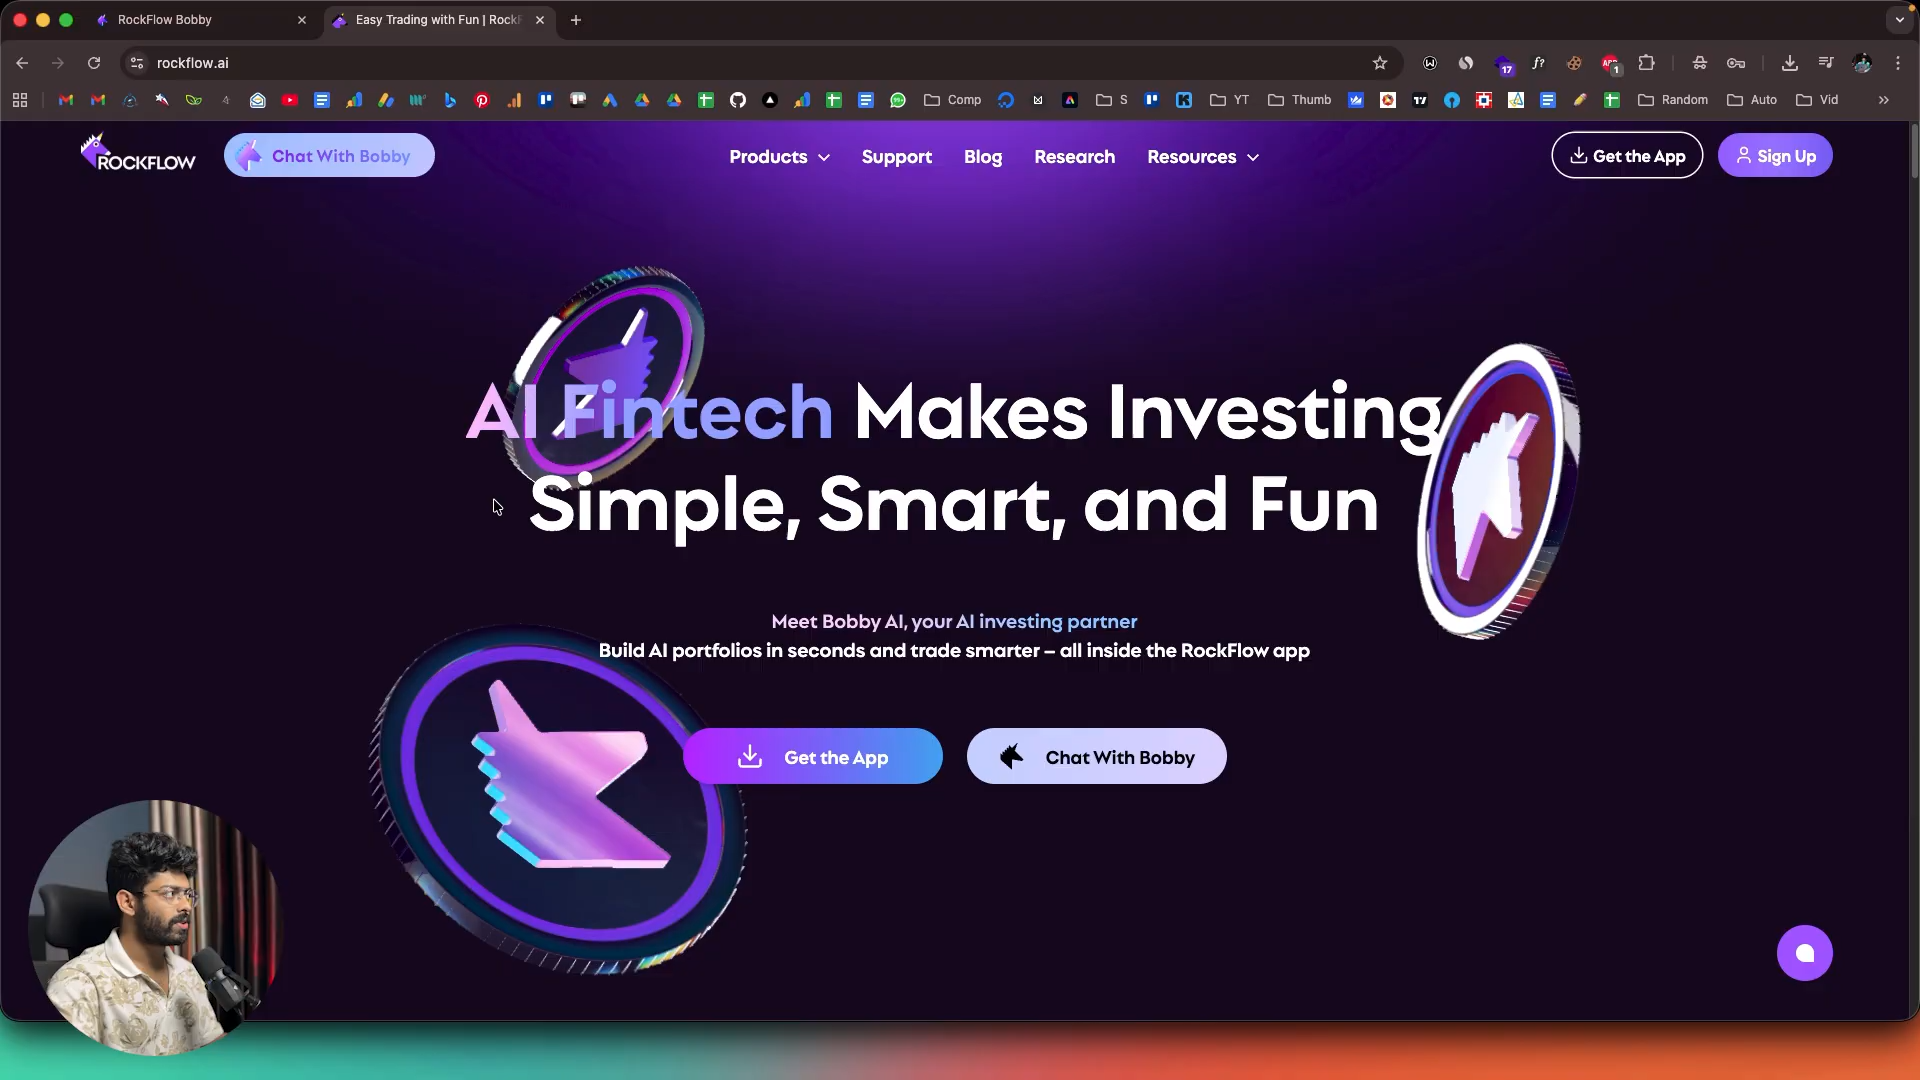 RockFlow Bobby
Easy Trading with Fun | Rock
rockflow.ai
17
f?
1
Comp
S
YT
Thumb
Random
Auto
Vid
ROCKFLOW
Chat With Bobby
Products
Support
Blog
Research
Resources
Get the App
Sign Up
AI Fintech Makes Investing
Simple, Smart, and Fun
Meet Bobby AI, your AI investing partner
Build AI portfolios in seconds and trade smarter – all inside the RockFlow app
Get the App
Chat With Bobby